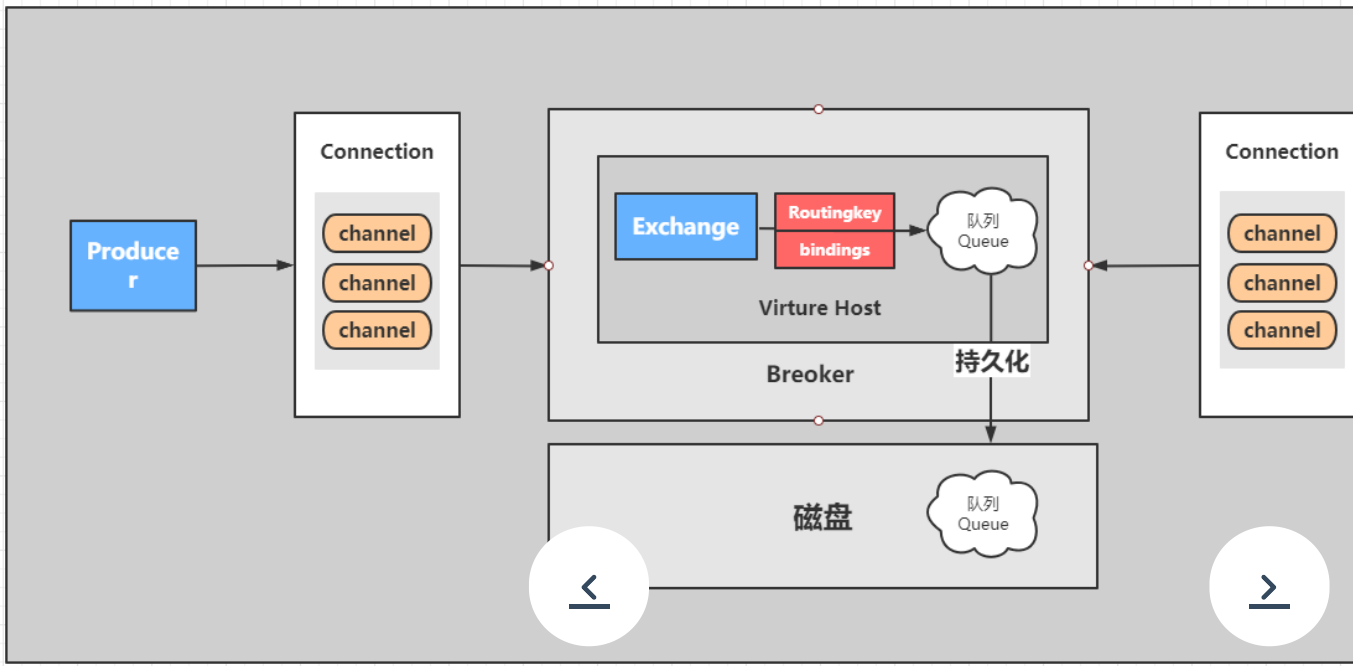 Connection
channel
channel
channel
Produce
r
Exchange
Routingkey
bindings
队列
Queue
Virture Host
持久化
Breoker
磁盘
队列
Queue
Connection
channel
channel
channel